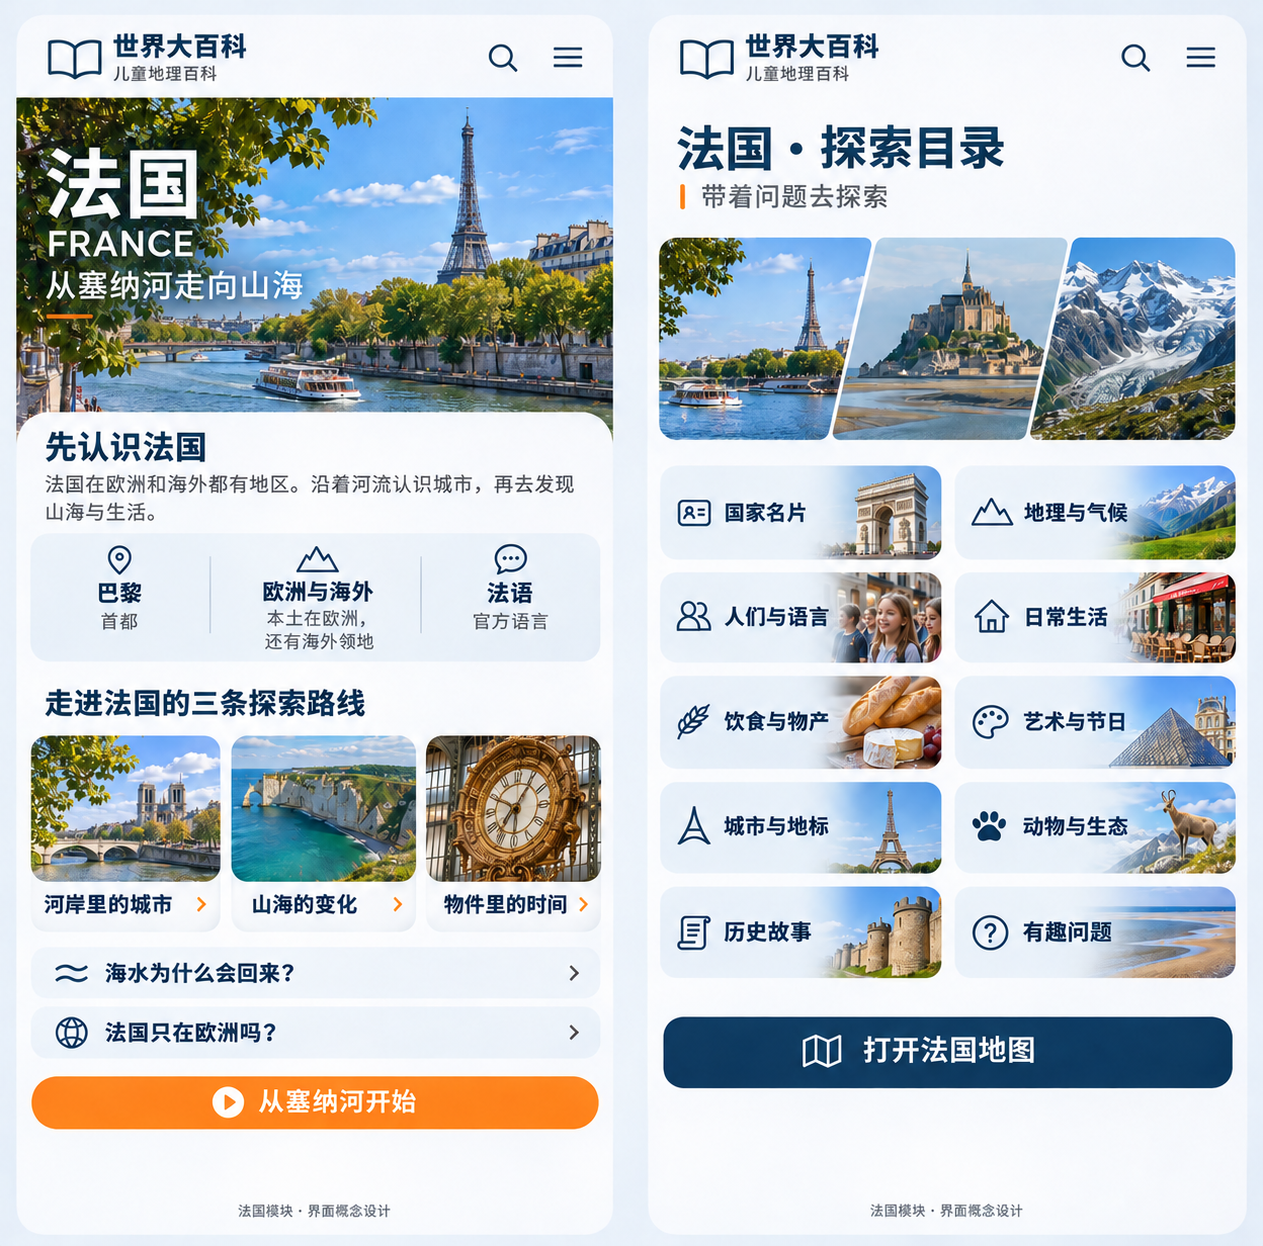 世界大百科
儿童地理百科
法国
FRANCE
从塞纳河走向山海
先认识法国
法国在欧洲和海外都有地区。沿着河流认识城市，再去发现
山海与生活。
巴黎
首都
欧洲与海外
本土在欧洲，
还有海外领地
法语
官方语言
走进法国的三条探索路线
河岸里的城市
山海的变化
物件里的时间
海水为什么会回来？
法国只在欧洲吗？
从塞纳河开始
法国模块·界面概念设计
世界大百科
儿童地理百科
法国·探索目录
带着问题去探索
国家名片
地理与气候
人们与语言
日常生活
饮食与物产
艺术与节日
城市与地标
动物与生态
历史故事
有趣问题
打开法国地图
法国模块·界面概念设计